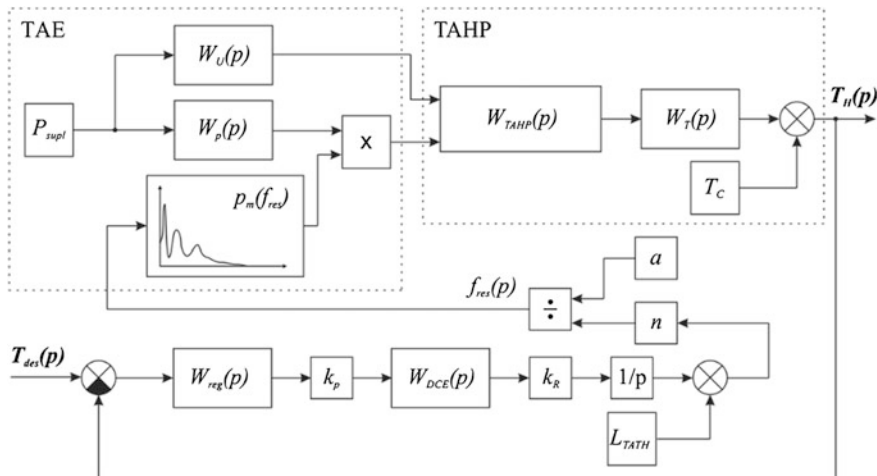 TAE
TAHP
W_U(p)
T_H(p)
P_supl
W_p(p)
x
W_TAHP(p)
W_T(p)
p_m(f_res)
T_C
f_res(p)
a
÷
n
T_des(p)
W_reg(p)
k_p
W_DCE(p)
k_R
1/p
L_TATH